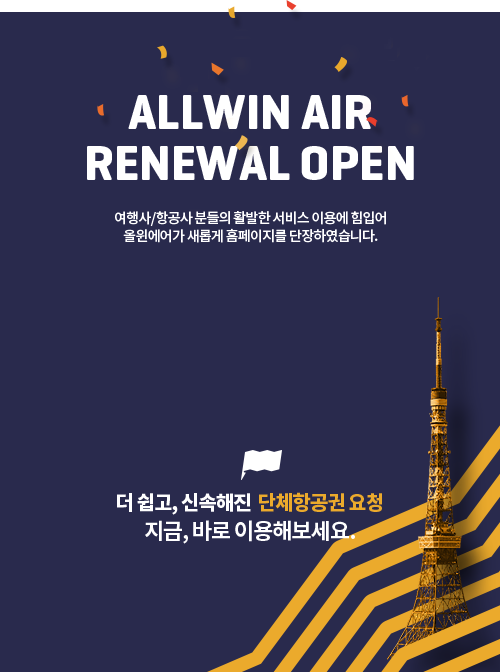 ALLWIN AIR
RENEWAL OPEN
여행사/항공사 분들의 활발한 서비스 이용에 힘입어
올윈에어가 새롭게 홈페이지를 단장하였습니다.
더 쉽고, 신속해진 단체항공권 요청
지금, 바로 이용해보세요.